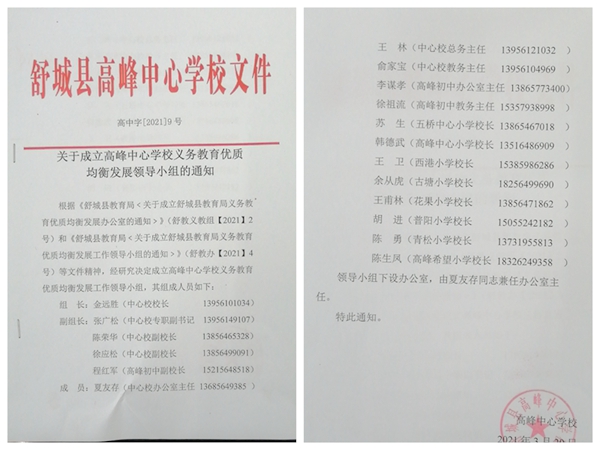 舒城县高峰中心学校文件
高中字[2021]9 号
关于成立高峰中心学校义务教育优质
均衡发展领导小组的通知
根据《舒城县教育局<关于成立舒城县教育局义务教育
优质均衡发展办公室的通知>》(舒教义教组【2021】2
号)和《舒城县教育局<关于成立舒城县教育局义务教育
优质均衡发展工作领导小组的通知>》(舒教办【2021】4
号)等文件精神,经研究决定成立高峰中心学校义务教育
优质均衡发展工作领导小组,其组成人员如下:
组 长:金远胜(中心校校长 13956101034)
副组长:张广松(中心校专职副书记 13956149107)
陈荣华(中心校副校长 13856465328)
徐应松(中心校副校长 13856499091)
程红军(高峰初中副校长 15215648518)
成 员:夏友存(中心校办公室主任 13685649385 )
王 林(中心校总务主任 13956121032 )
俞家宝(中心校教务主任 13956104969 )
李谋孝(高峰初中办公室主任 13865773400)
徐祖流(高峰初中教务主任 15357938998 )
苏 生(五桥中心小学校长 13865467018 )
韩德武(高峰中心小学校长 13516486909 )
王 卫(西港小学校长 15385986286 )
余从虎(古塘小学校长 18256499690 )
王甫林(花果小学校长 13856471862 )
胡 进(普阳小学校长 15055242182 )
陈 勇(青松小学校长 13731955813 )
陈生凤(高峰希望小学校长 18326249358 )
领导小组下设办公室,由夏友存同志兼任办公室主
任。
特此通知。
高峰中心学校